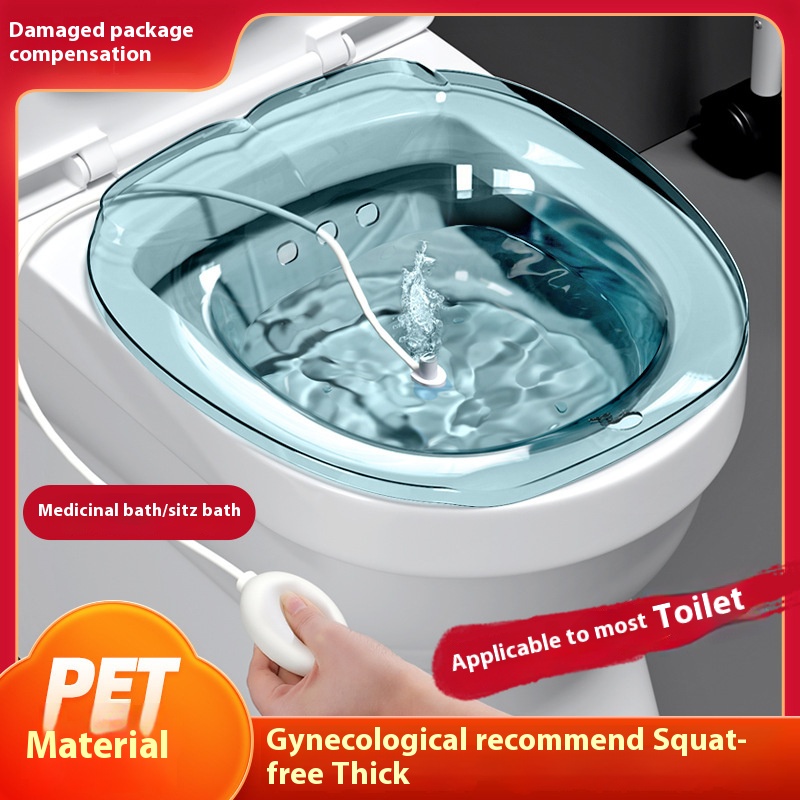 Damaged package
compensation
Medicinal bath/sitz bath
Applicable to most Toilet
PET
Material
Gynecological recommend Squat-
free Thick